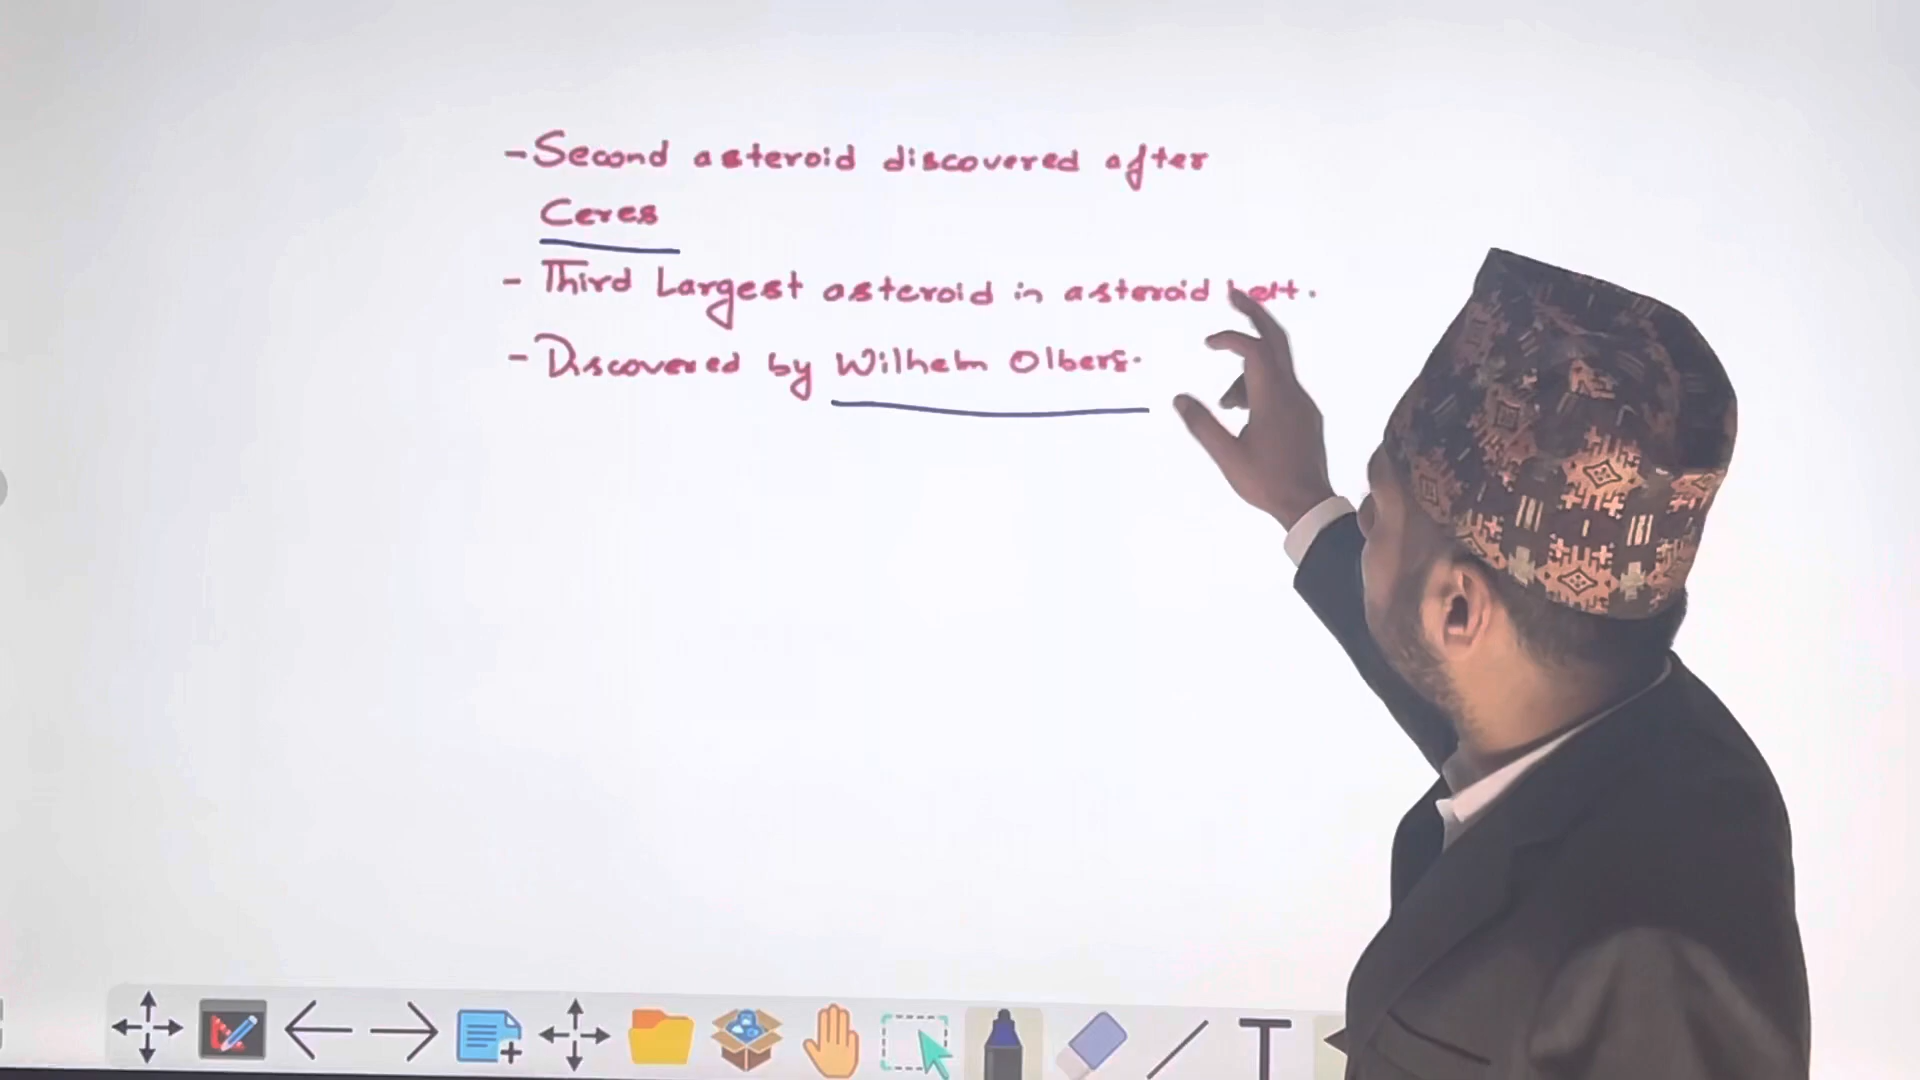 - Second asteroid discovered after
Ceres
- Third Largest asteroid in asteroid belt.
- Discovered by Wilhelm Olbers.